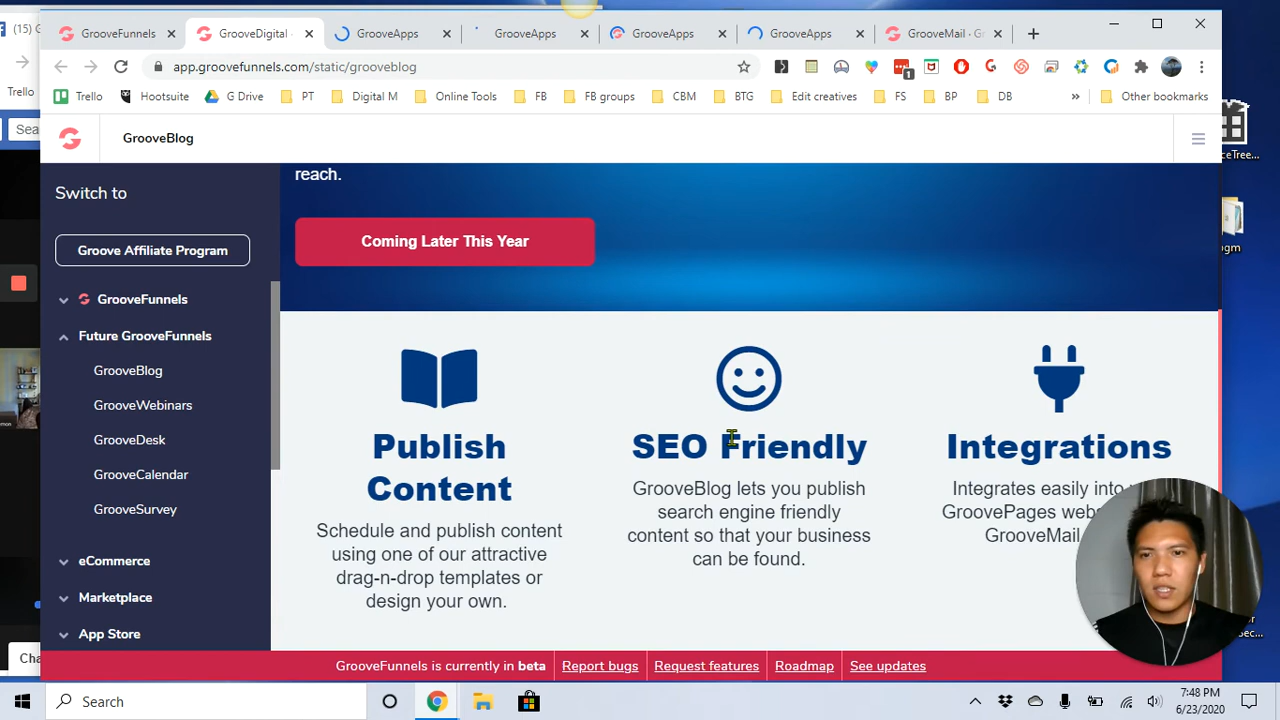 (15)
GrooveFunnels
GrooveDigital
GrooveApps
GrooveApps
GrooveApps
GrooveApps
GrooveMail · Gr
app.groovefunnels.com/static/grooveblog
1
Trello
Trello
Hootsuite
G Drive
PT
Digital M
Online Tools
FB
FB groups
CBM
BTG
Edit creatives
FS
BP
DB
»
Other bookmarks
Sea
GrooveBlog
reach.
Switch to
Coming Later This Year
Groove Affiliate Program
GrooveFunnels
Future GrooveFunnels
GrooveBlog
GrooveWebinars
GrooveDesk
GrooveCalendar
GrooveSurvey
eCommerce
Marketplace
App Store
Publish
Content
Schedule and publish content
using one of our attractive
drag-n-drop templates or
design your own.
SEO Friendly
GrooveBlog lets you publish
search engine friendly
content so that your business
can be found.
Integrations
Integrates easily into
GroovePages
GrooveMail
GrooveFunnels is currently in beta
Report bugs
Request features
Roadmap
See updates
Cha
Search
7:48 PM
6/23/2020